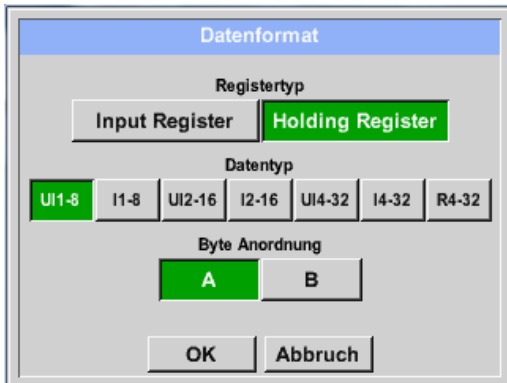 Datenformat
Registertyp
Input Register Holding Register
Datentyp
UI1-8 I1-8 UI2-16 I2-16 UI4-32 I4-32 R4-32
Byte Anordnung
A B
OK Abbruch